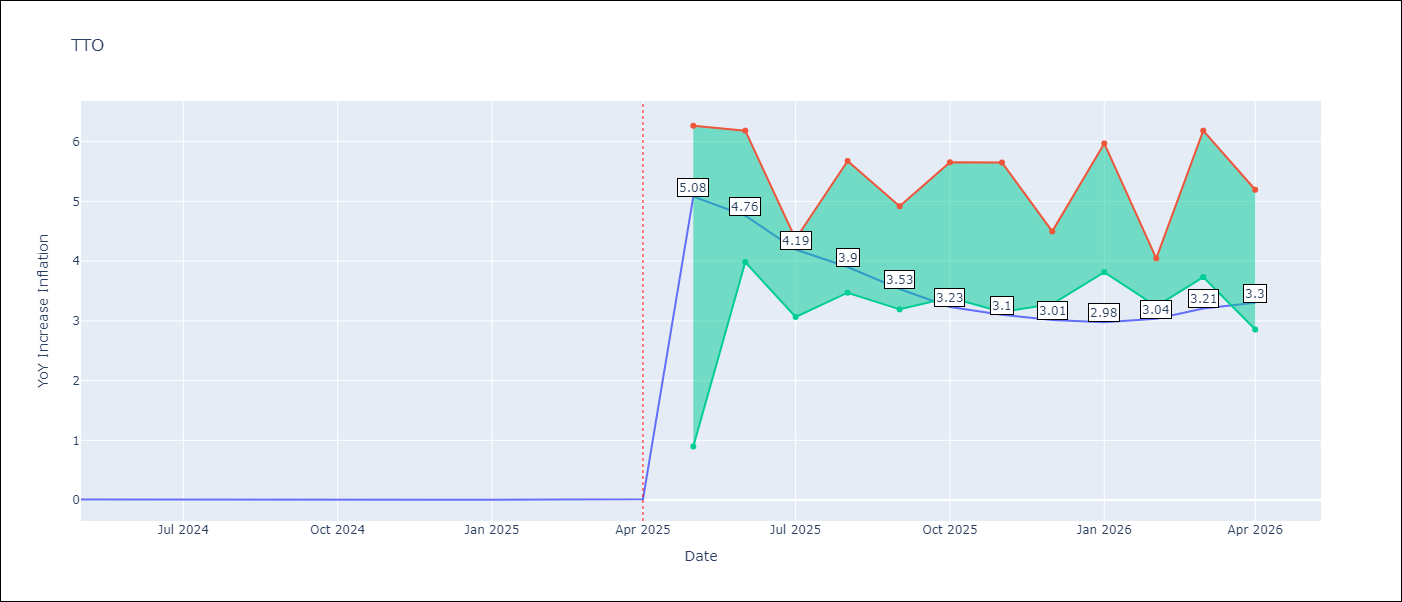 TTO
YoY Increase Inflation
6
5
4
3
2
1
0
5.08
4.76
4.19
3.9
3.53
3.23
3.1
3.01
2.98
3.04
3.21
3.3
Jul 2024
Oct 2024
Jan 2025
Apr 2025
Jul 2025
Oct 2025
Jan 2026
Apr 2026
Date